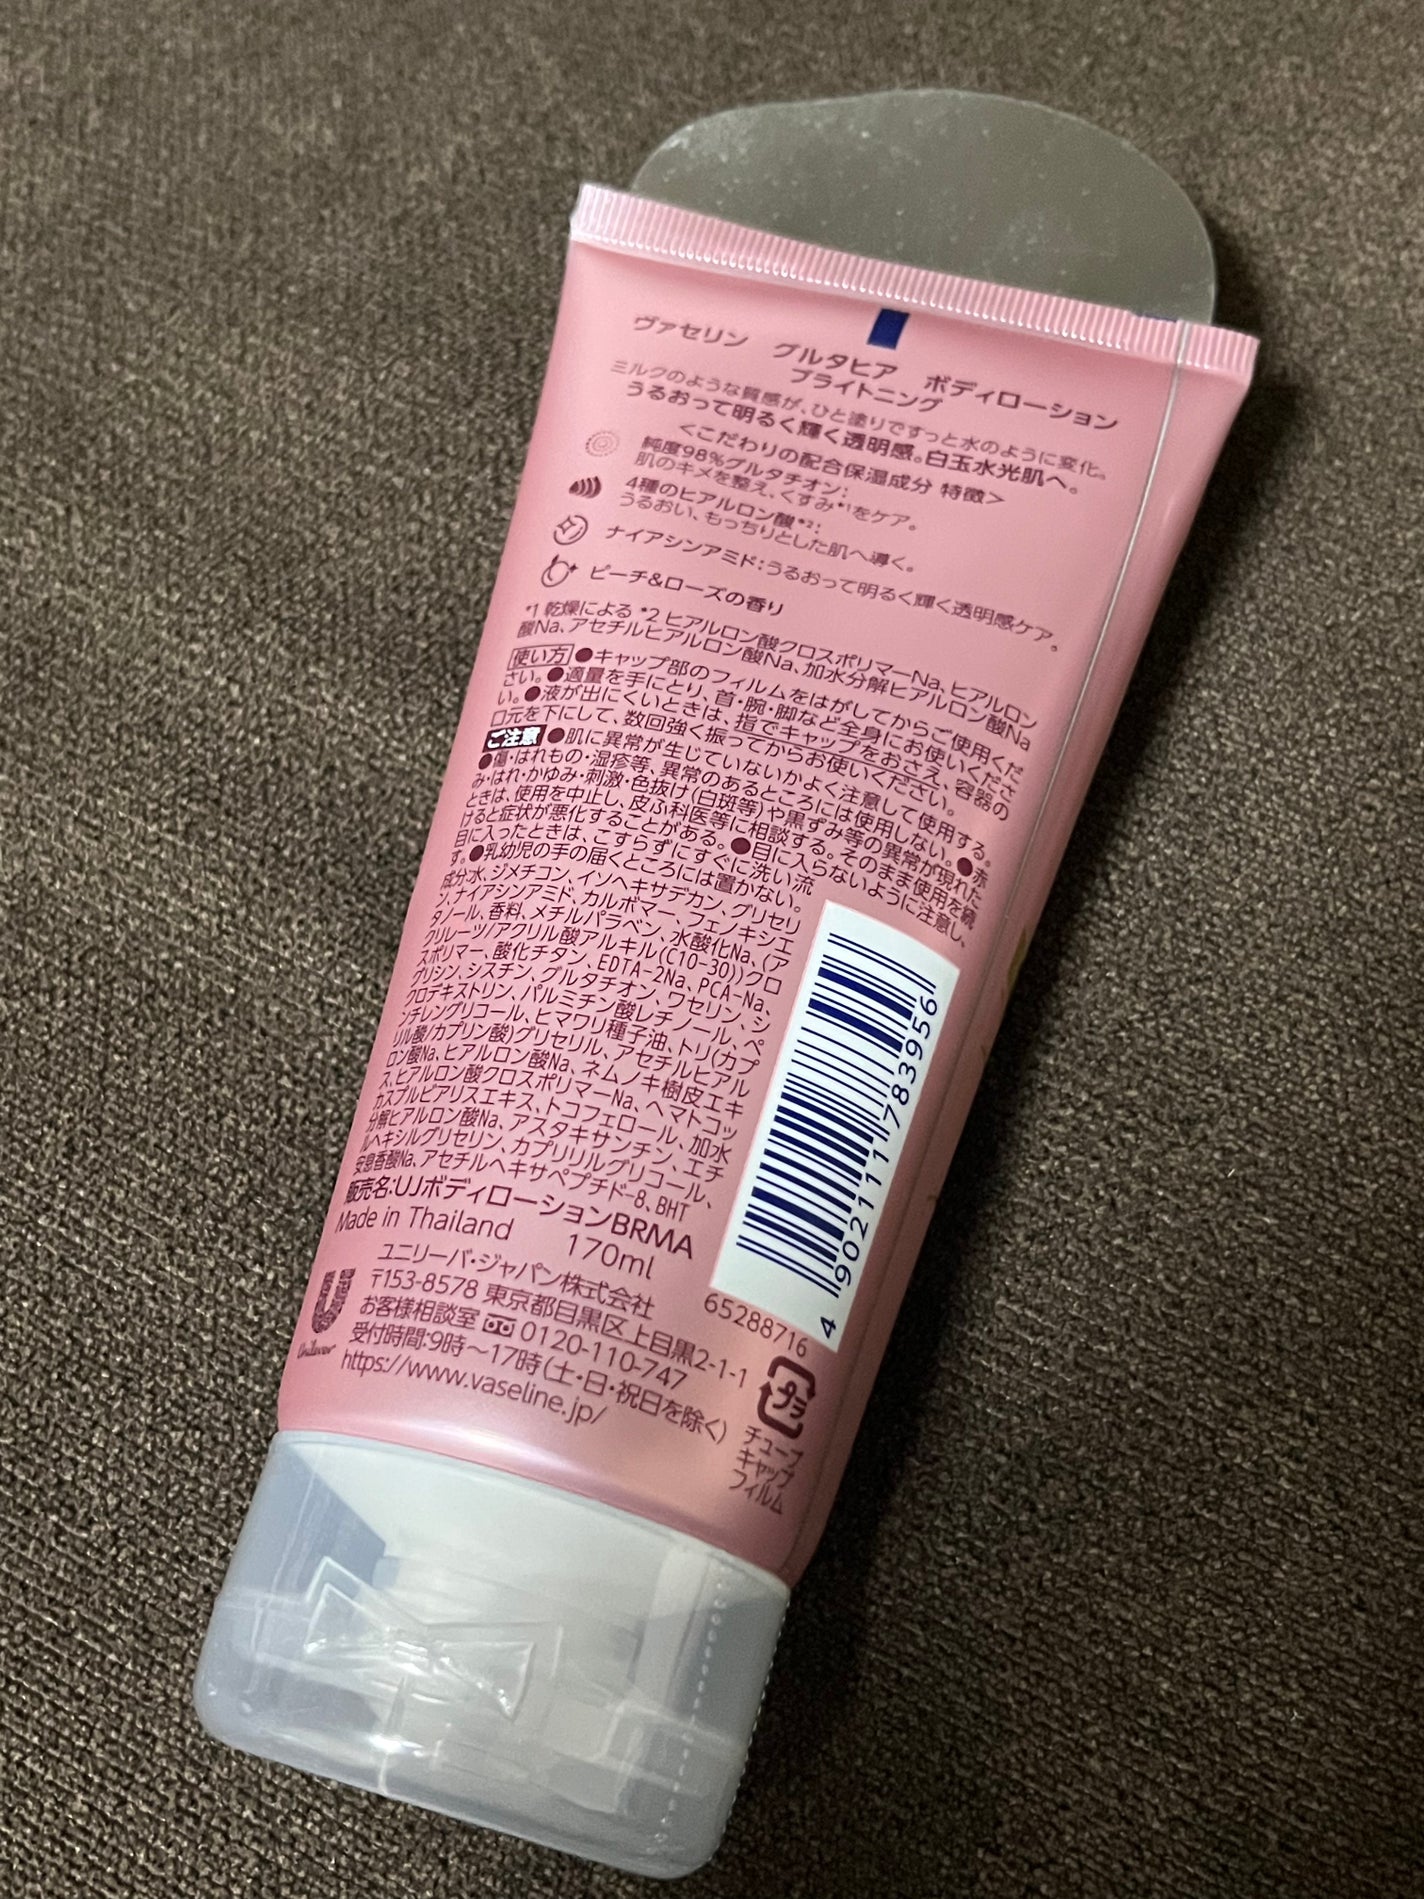 ヴァセリン グルタヒア ボディローション
ブライトニング
ミルクのような質感が、ひと塗りですっと水のように変化。
うるおって明るく輝く透明感。白玉水光肌へ。
<こだわりの配合保湿成分 特徴>
純度98%グルタチオン:
肌のキメを整え、くすみ*1をケア。
4種のヒアルロン酸*2:
うるおい、もっちりとした肌へ導く。
ナイアシンアミド:うるおって明るく輝く透明感ケア。
ピーチ&ローズの香り
*1 乾燥による *2 ヒアルロン酸クロスポリマーNa、ヒアルロン
酸Na、アセチルヒアルロン酸Na、加水分解ヒアルロン酸Na
使い方 ●キャップ部のフィルムをはがしてからご使用くだ
さい。●適量を手にとり、首・腕・脚など全身にお使いくださ
い。●液が出にくいときは、指でキャップをおさえ、容器の
口元を下にして、数回強く振ってからお使いください。
ご注意 ●肌に異常が生じていないかよく注意して使用する。
●傷・はれもの・湿疹等、異常のあるところには使用しない。●赤
み・はれ・かゆみ・刺激・色抜け(白斑等)や黒ずみ等の異常が現れた
ときは、使用を中止し、皮ふ科医等に相談する。そのまま使用を続
けると症状が悪化することがある。●目に入らないように注意し、
目に入ったときは、こすらずにすぐに洗い流
す。●乳幼児の手の届くところには置かない。
成分:水、ジメチコン、イソヘキサデカン、グリセリ
ン、ナイアシンアミド、カルボマー、フェノキシエ
タノール、香料、メチルパラベン、水酸化Na、(ア
クリレーツ/アクリル酸アルキル(C10-30))クロ
スポリマー、酸化チタン、EDTA-2Na、PCA-Na、
グリシン、シスチン、グルタチオン、ワセリン、シ
クロデキストリン、パルミチン酸レチノール、ペ
ンチレングリコール、ヒマワリ種子油、トリ(カプ
リル酸/カプリン酸)グリセリル、アセチルヒアル
ロン酸Na、ヒアルロン酸Na、ネムノキ樹皮エキ
ス、ヒアルロン酸クロスポリマーNa、ヘマトコッ
カスプルビアリスエキス、トコフェロール、加水
分解ヒアルロン酸Na、アスタキサンチン、エチ
ルヘキシルグリセリン、カプリリルグリコール、
安息香酸Na、アセチルヘキサペプチド-8、BHT
販売名:UJボディローションBRMA
Made in Thailand 170ml
ユニリーバ・ジャパン株式会社
〒153-8578 東京都目黒区上目黒2-1-1
お客様相談室 0120-110-747
受付時間:9時～17時(土・日・祝日を除く)
https://www.vaseline.jp/
Unilever
4 902111 783956
65288716
プラ
チューブ
キャップ
フィルム